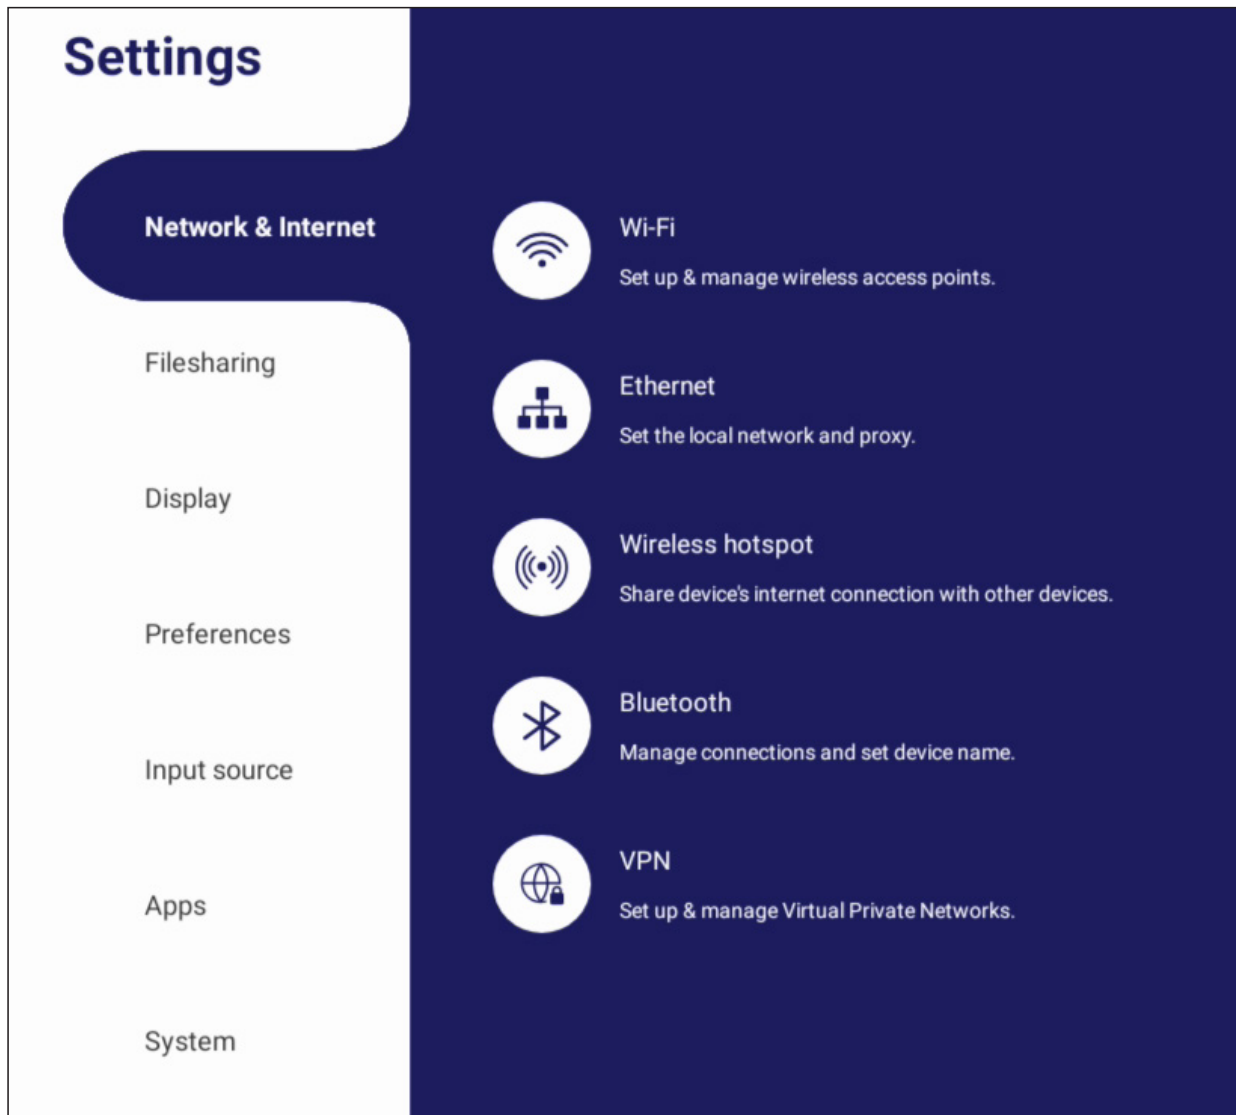 Settings
Network & Internet
Filesharing
Display
Preferences
Input source
Apps
System
Wi-Fi
Set up & manage wireless access points.
Ethernet
Set the local network and proxy.
Wireless hotspot
Share device's internet connection with other devices.
Bluetooth
Manage connections and set device name.
VPN
Set up & manage Virtual Private Networks.